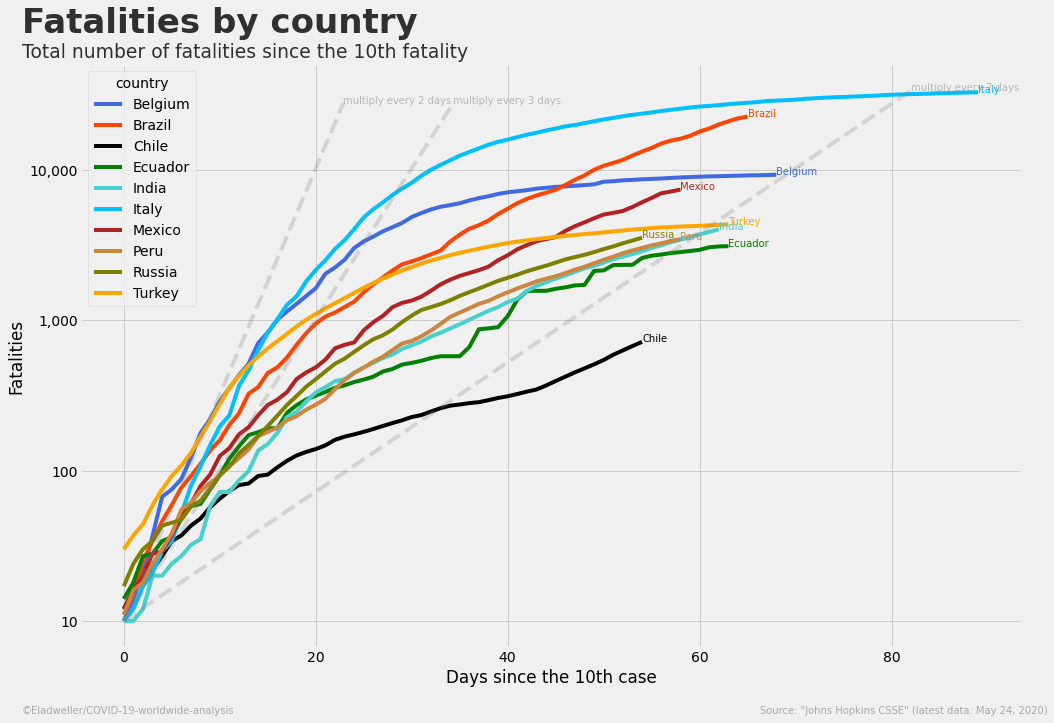 Fatalities by country
Total number of fatalities since the 10th fatality
country
Belgium
Brazil
Chile
Ecuador
India
Italy
Mexico
Peru
Russia
Turkey
multiply every 2 days
multiply every 3 days
multiply every 7 days
Italy
Brazil
Belgium
Mexico
Turkey
India
Russia
Peru
Ecuador
Chile
Fatalities
10,000
1,000
100
10
0
20
40
60
80
Days since the 10th case
©Eladweller/COVID-19-worldwide-analysis
Source: "Johns Hopkins CSSE" (latest data: May 24, 2020)